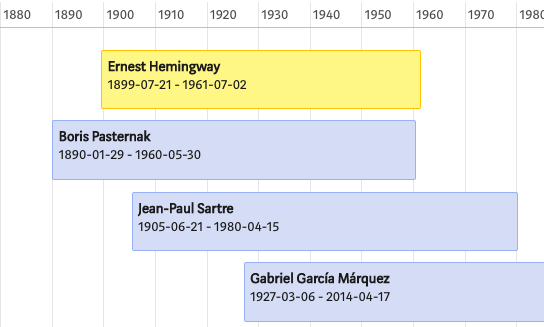 1880 1890 1900 1910 1920 1930 1940 1950 1960 1970 1980
Ernest Hemingway
1899-07-21 - 1961-07-02
Boris Pasternak
1890-01-29 - 1960-05-30
Jean-Paul Sartre
1905-06-21 - 1980-04-15
Gabriel García Márquez
1927-03-06 - 2014-04-17